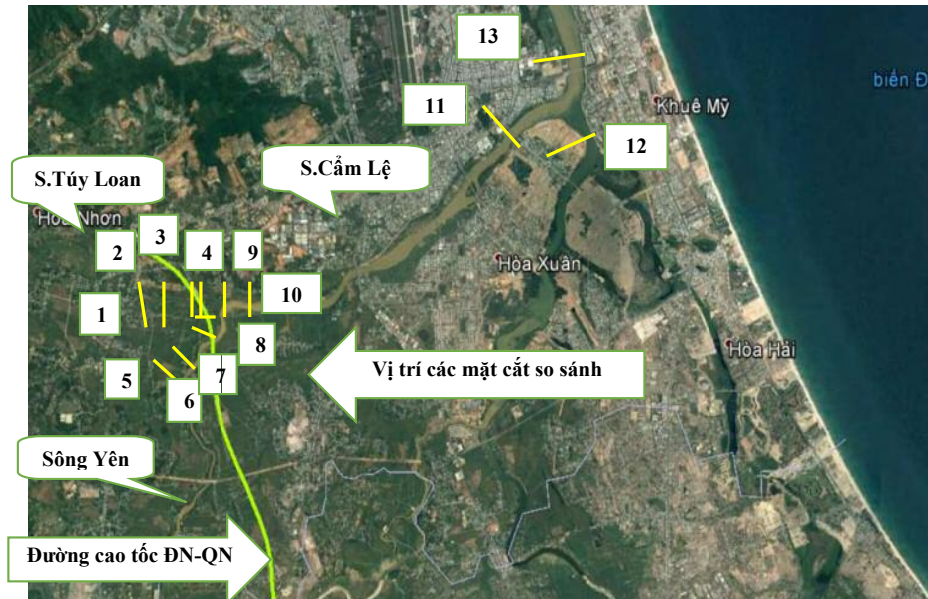 13
biển Đ
Khuê Mỹ
11
12
S.Túy Loan
S.Cẩm Lệ
Hòa Nhơn
2
3
4
9
Hòa Xuân
1
10
8
Hòa Hải
5
7
6
Vị trí các mặt cắt so sánh
Sông Yên
Đường cao tốc ĐN-QN